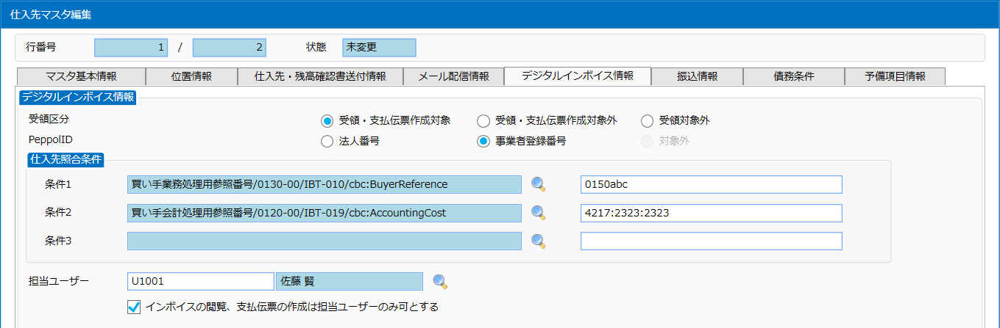 仕入先マスタ編集
行番号 1 / 2 状態 未変更
マスタ基本情報 位置情報 仕入先・残高確認書送付情報 メール配信情報 デジタルインボイス情報 振込情報 債務条件 予備項目情報
デジタルインボイス情報
受領区分 受領・支払伝票作成対象 受領・支払伝票作成対象外 受領対象外
PeppolID 法人番号 事業者登録番号 対象外
仕入先照合条件
条件1 買い手業務処理用参照番号/0130-00/IBT-010/cbc:BuyerReference 0150abc
条件2 買い手会計処理用参照番号/0120-00/IBT-019/cbc:AccountingCost 4217:2323:2323
条件3
担当ユーザー U1001 佐藤 賢
インボイスの閲覧、支払伝票の作成は担当ユーザーのみ可とする